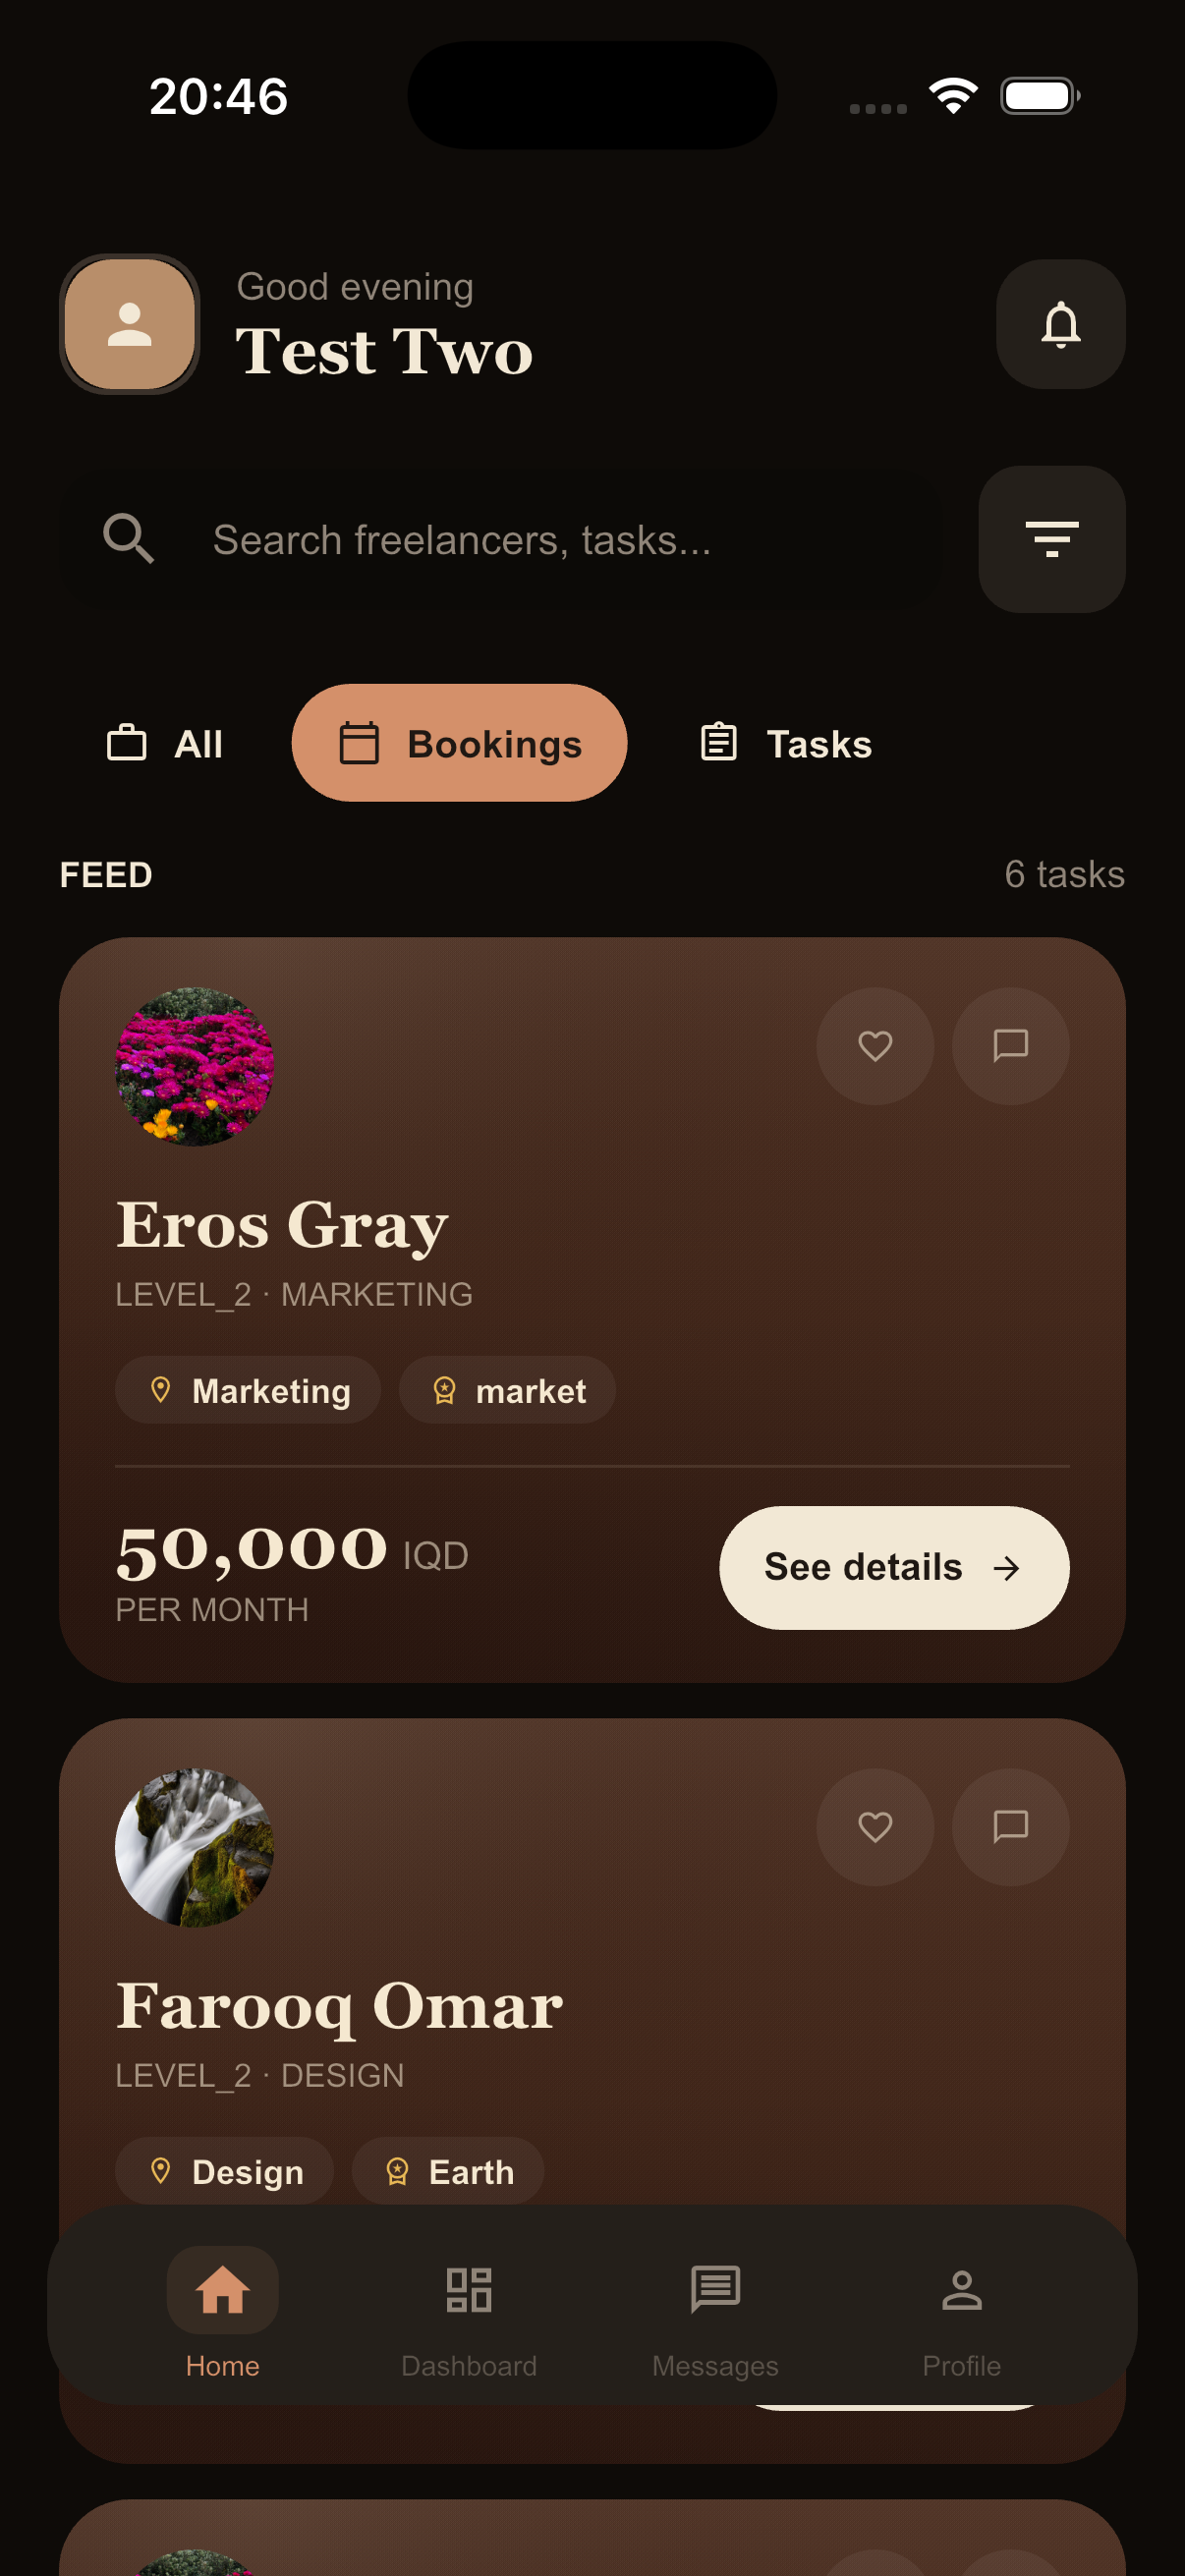 20:46
Good evening
Test Two
Search freelancers, tasks...
All Bookings Tasks
FEED 6 tasks
Eros Gray
LEVEL_2 · MARKETING
Marketing market
50,000 IQD See details
PER MONTH
Farooq Omar
LEVEL_2 · DESIGN
Design Earth
Home Dashboard Messages Profile